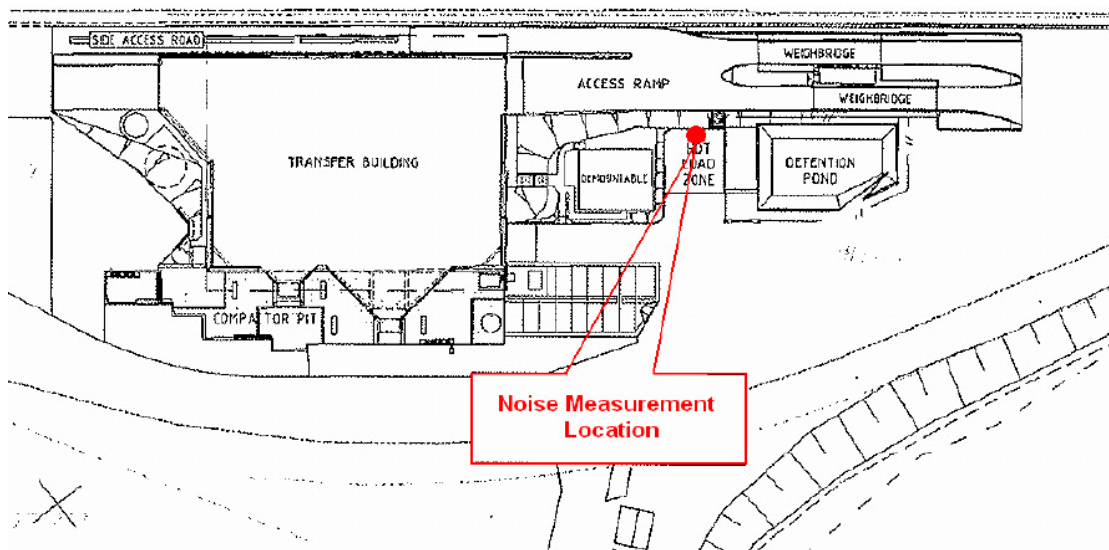 SIDE ACCESS ROAD
WEIGHBRIDGE
ACCESS RAMP
WEIGHBRIDGE
TRANSFER BUILDING
DEMOUNTABLE
HOT
LOAD
ZONE
DETENTION
POND
COMPACTOR PIT
Noise Measurement
Location